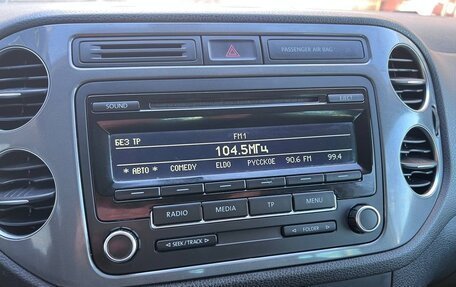 PASSENGER AIR BAG
SOUND
EJECT
FM1
БЕЗ TP
104.5МГц
* АВТО * COMEDY ELDO РУССКОЕ 90.6 FM 99.4
RADIO MEDIA TP MENU
SEEK/TRACK
FOLDER